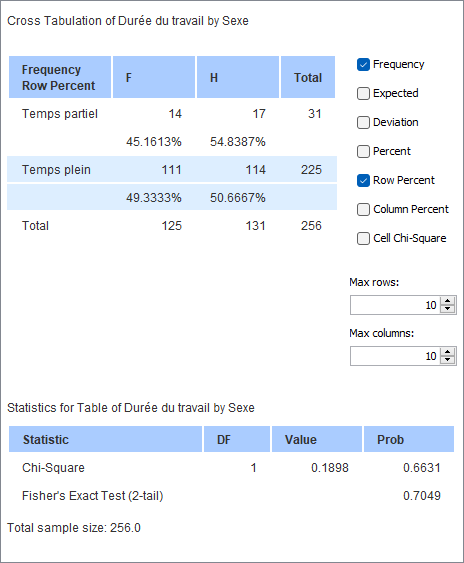 Cross Tabulation of Durée du travail by Sexe
Frequency
Row Percent F H Total
Temps partiel 14 17 31
45.1613% 54.8387%
Temps plein 111 114 225
49.3333% 50.6667%
Total 125 131 256
Frequency
Expected
Deviation
Percent
Row Percent
Column Percent
Cell Chi-Square
Max rows:
10
Max columns:
10
Statistics for Table of Durée du travail by Sexe
Statistic DF Value Prob
Chi-Square 1 0.1898 0.6631
Fisher's Exact Test (2-tail) 0.7049
Total sample size: 256.0